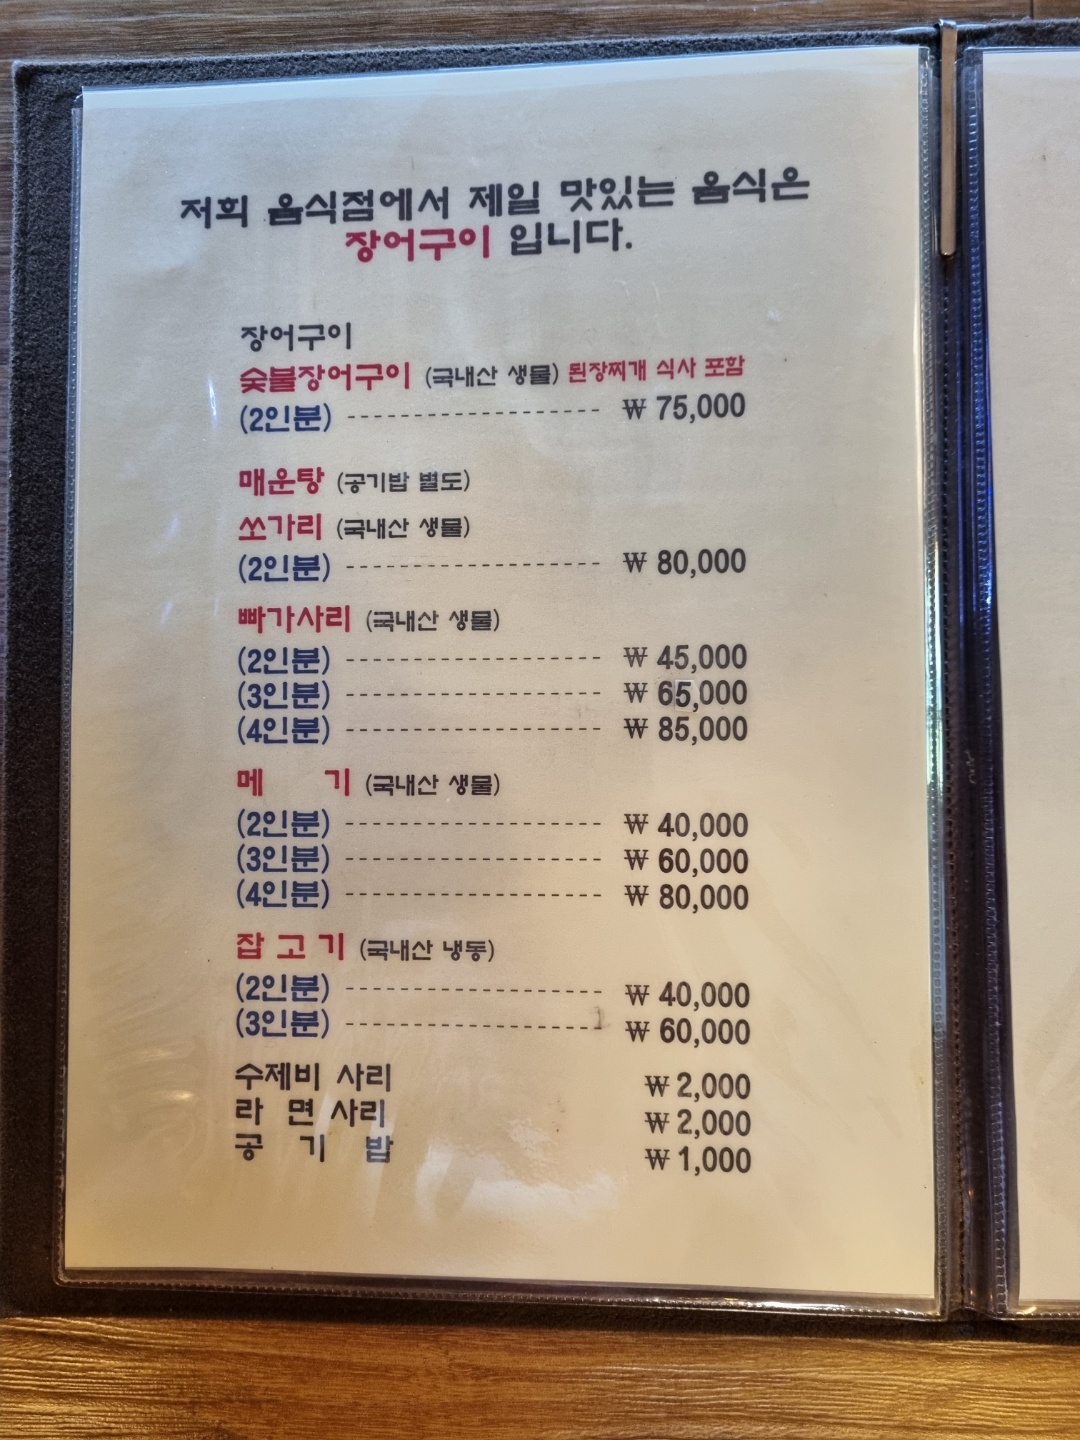 저희 음식점에서 제일 맛있는 음식은
장어구이 입니다.
장어구이
숯불장어구이 (국내산 생물) 된장찌개 식사 포함
(2인분) ------------------- ₩ 75,000
매운탕 (공기밥 별도)
쏘가리 (국내산 생물)
(2인분) ------------------- ₩ 80,000
빠가사리 (국내산 생물)
(2인분) ------------------- ₩ 45,000
(3인분) ------------------- ₩ 65,000
(4인분) ------------------- ₩ 85,000
메 기 (국내산 생물)
(2인분) ------------------- ₩ 40,000
(3인분) ------------------- ₩ 60,000
(4인분) ------------------- ₩ 80,000
잡 고 기 (국내산 냉동)
(2인분) ------------------- ₩ 40,000
(3인분) ------------------- ₩ 60,000
수제비 사리 ₩ 2,000
라 면 사리 ₩ 2,000
공 기 밥 ₩ 1,000